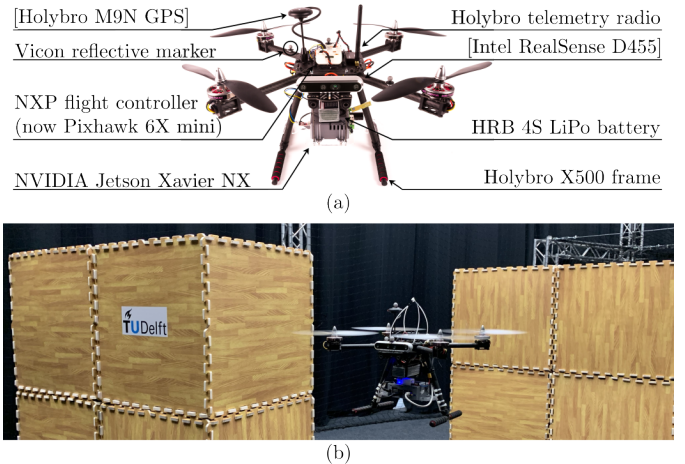 [Holybro M9N GPS]
Holybro telemetry radio
Vicon reflective marker
[Intel RealSense D455]
NXP flight controller
(now Pixhawk 6X mini)
HRB 4S LiPo battery
NVIDIA Jetson Xavier NX
Holybro X500 frame
(a)
TUDelft
(b)